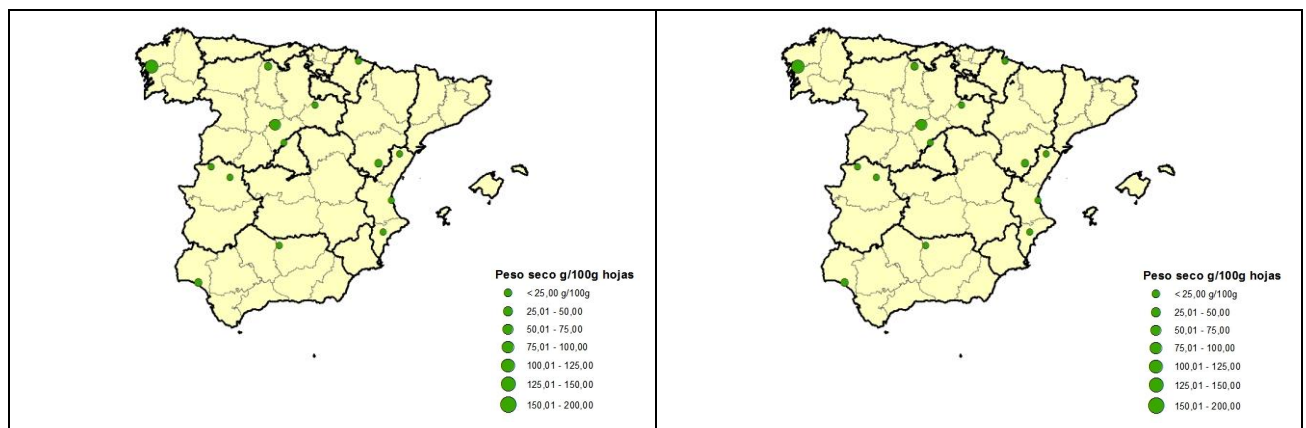 Peso seco g/100g hojas
< 25,00 g/100g
25,01 - 50,00
50,01 - 75,00
75,01 - 100,00
100,01 - 125,00
125,01 - 150,00
150,01 - 200,00
Peso seco g/100g hojas
< 25,00 g/100g
25,01 - 50,00
50,01 - 75,00
75,01 - 100,00
100,01 - 125,00
125,01 - 150,00
150,01 - 200,00